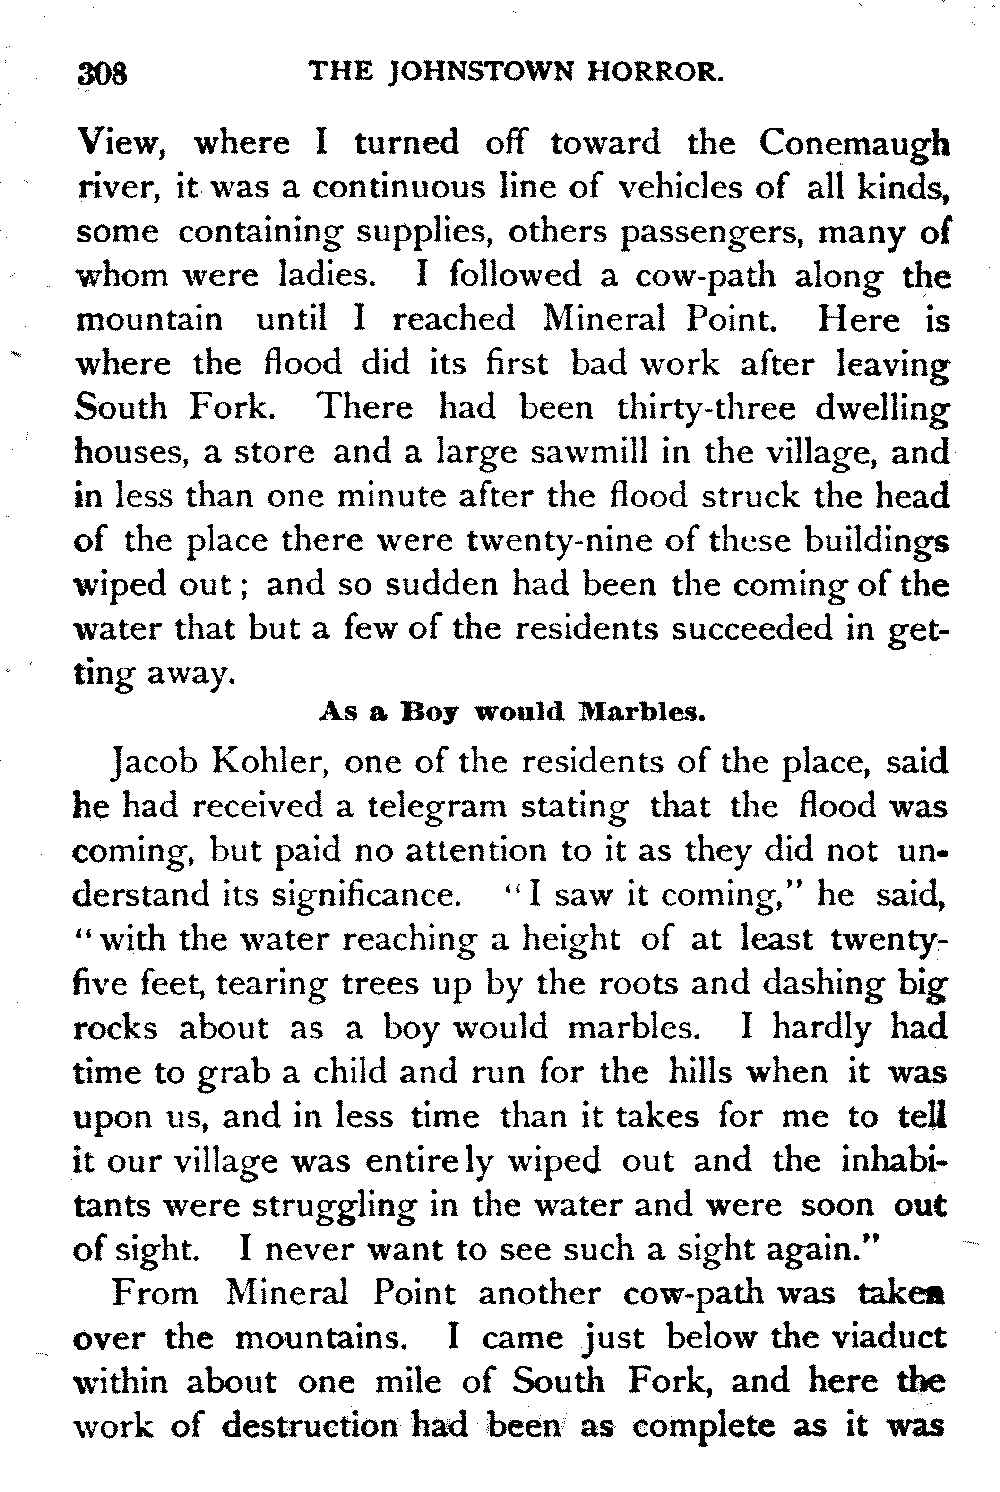 308 THE JOHNSTOWN HORROR.
View, where I turned off toward the Conemaugh
river, it was a continuous line of vehicles of all kinds,
some containing supplies, others passengers, many of
whom were ladies. I followed a cow-path along the
mountain until I reached Mineral Point. Here is
where the flood did its first bad work after leaving
South Fork. There had been thirty-three dwelling
houses, a store and a large sawmill in the village, and
in less than one minute after the flood struck the head
of the place there were twenty-nine of these buildings
wiped out; and so sudden had been the coming of the
water that but a few of the residents succeeded in get-
ting away.
As a Boy would Marbles.
Jacob Kohler, one of the residents of the place, said
he had received a telegram stating that the flood was
coming, but paid no attention to it as they did not un-
derstand its significance. "I saw it coming," he said,
"with the water reaching a height of at least twenty-
five feet, tearing trees up by the roots and dashing big
rocks about as a boy would marbles. I hardly had
time to grab a child and run for the hills when it was
upon us, and in less time than it takes for me to tell
it our village was entirely wiped out and the inhabi-
tants were struggling in the water and were soon out
of sight. I never want to see such a sight again."
From Mineral Point another cow-path was taken
over the mountains. I came just below the viaduct
within about one mile of South Fork, and here the
work of destruction had been as complete as it was